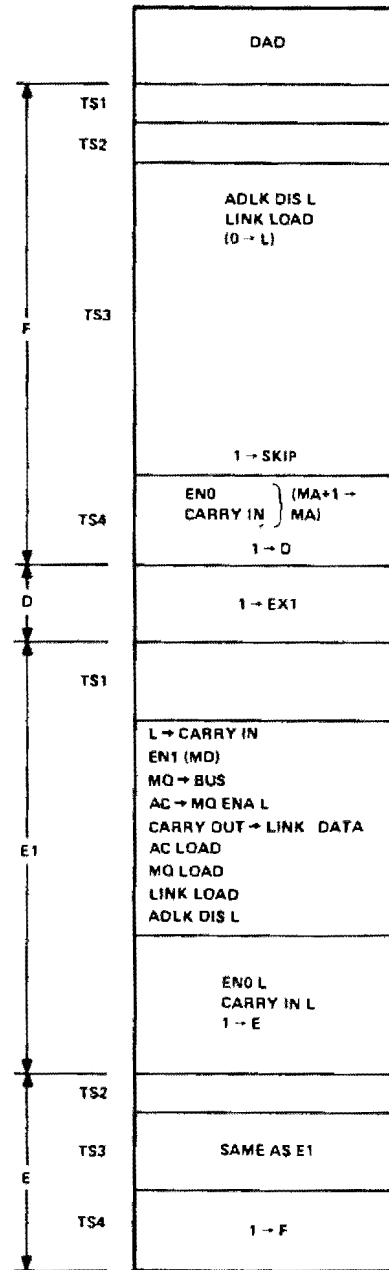 DAD
TS1
TS2
ADLK DIS L
LINK LOAD
(0 → L)
F
TS3
1 → SKIP
EN0 (MA+1 →
TS4 CARRY IN MA)
1 → D
D
1 → EX1
TS1
L → CARRY IN
EN1 (MD)
MQ → BUS
AC → MQ ENA L
CARRY OUT → LINK DATA
E1
AC LOAD
MQ LOAD
LINK LOAD
ADLK DIS L
EN0 L
CARRY IN L
1 → E
TS2
E
TS3 SAME AS E1
TS4 1 → F